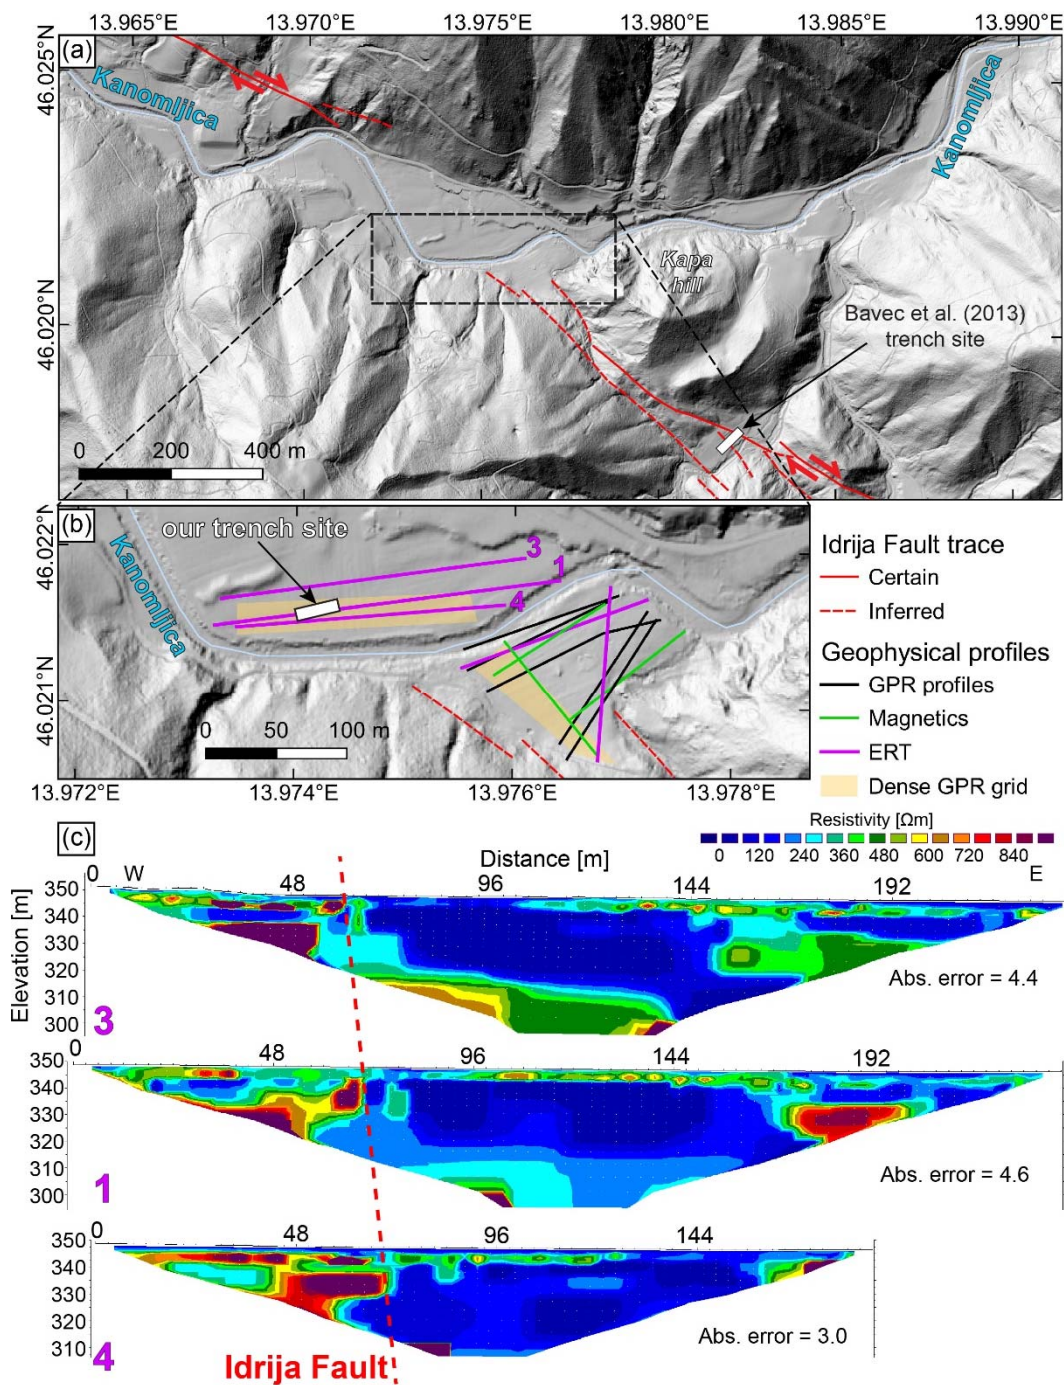 13.965°E 13.970°E 13.975°E 13.980°E 13.985°E 13.990°E
(a)
46.025°N
Kanomljica
Kanomljica
Kapa
hill
46.020°N
Bavec et al. (2013)
trench site
0 200 400 m
(b)
our trench site
46.022°N
3
1
4
Kanomljica
46.021°N
0 50 100 m
13.972°E 13.974°E 13.976°E 13.978°E
Idrija Fault trace
Certain
Inferred
Geophysical profiles
GPR profiles
Magnetics
ERT
Dense GPR grid
(c)
Resistivity [Ωm]
0 120 240 360 480 600 720 840
Distance [m]
0 W 48 96 144 192 E
Elevation [m]
350
340
330
320
310
300
Abs. error = 4.4
3
0 48 96 144 192
350
340
330
320
310
300
Abs. error = 4.6
1
0 48 96 144
350
340
330
320
310
Abs. error = 3.0
4
Idrija Fault